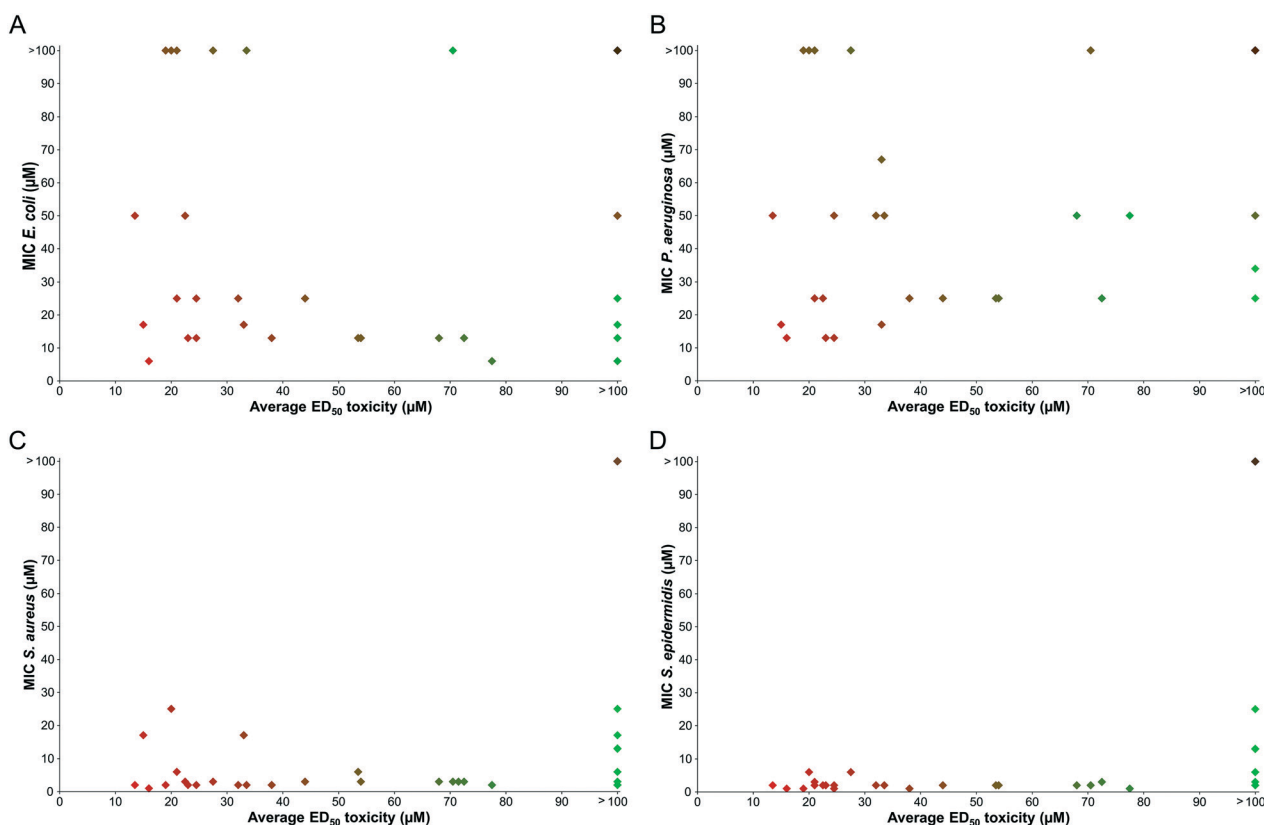 A
>100
90
80
70
60
50
40
30
20
10
0
MIC E. coli (µM)
0 10 20 30 40 50 60 70 80 90 >100
Average ED50 toxicity (µM)
B
>100
90
80
70
60
50
40
30
20
10
0
MIC P. aeruginosa (µM)
0 10 20 30 40 50 60 70 80 90 >100
Average ED50 toxicity (µM)
C
> 100
90
80
70
60
50
40
30
20
10
0
MIC S. aureus (µM)
0 10 20 30 40 50 60 70 80 90 > 100
Average ED50 toxicity (µM)
D
> 100
90
80
70
60
50
40
30
20
10
0
MIC S. epidermidis (µM)
0 10 20 30 40 50 60 70 80 90 > 100
Average ED50 toxicity (µM)